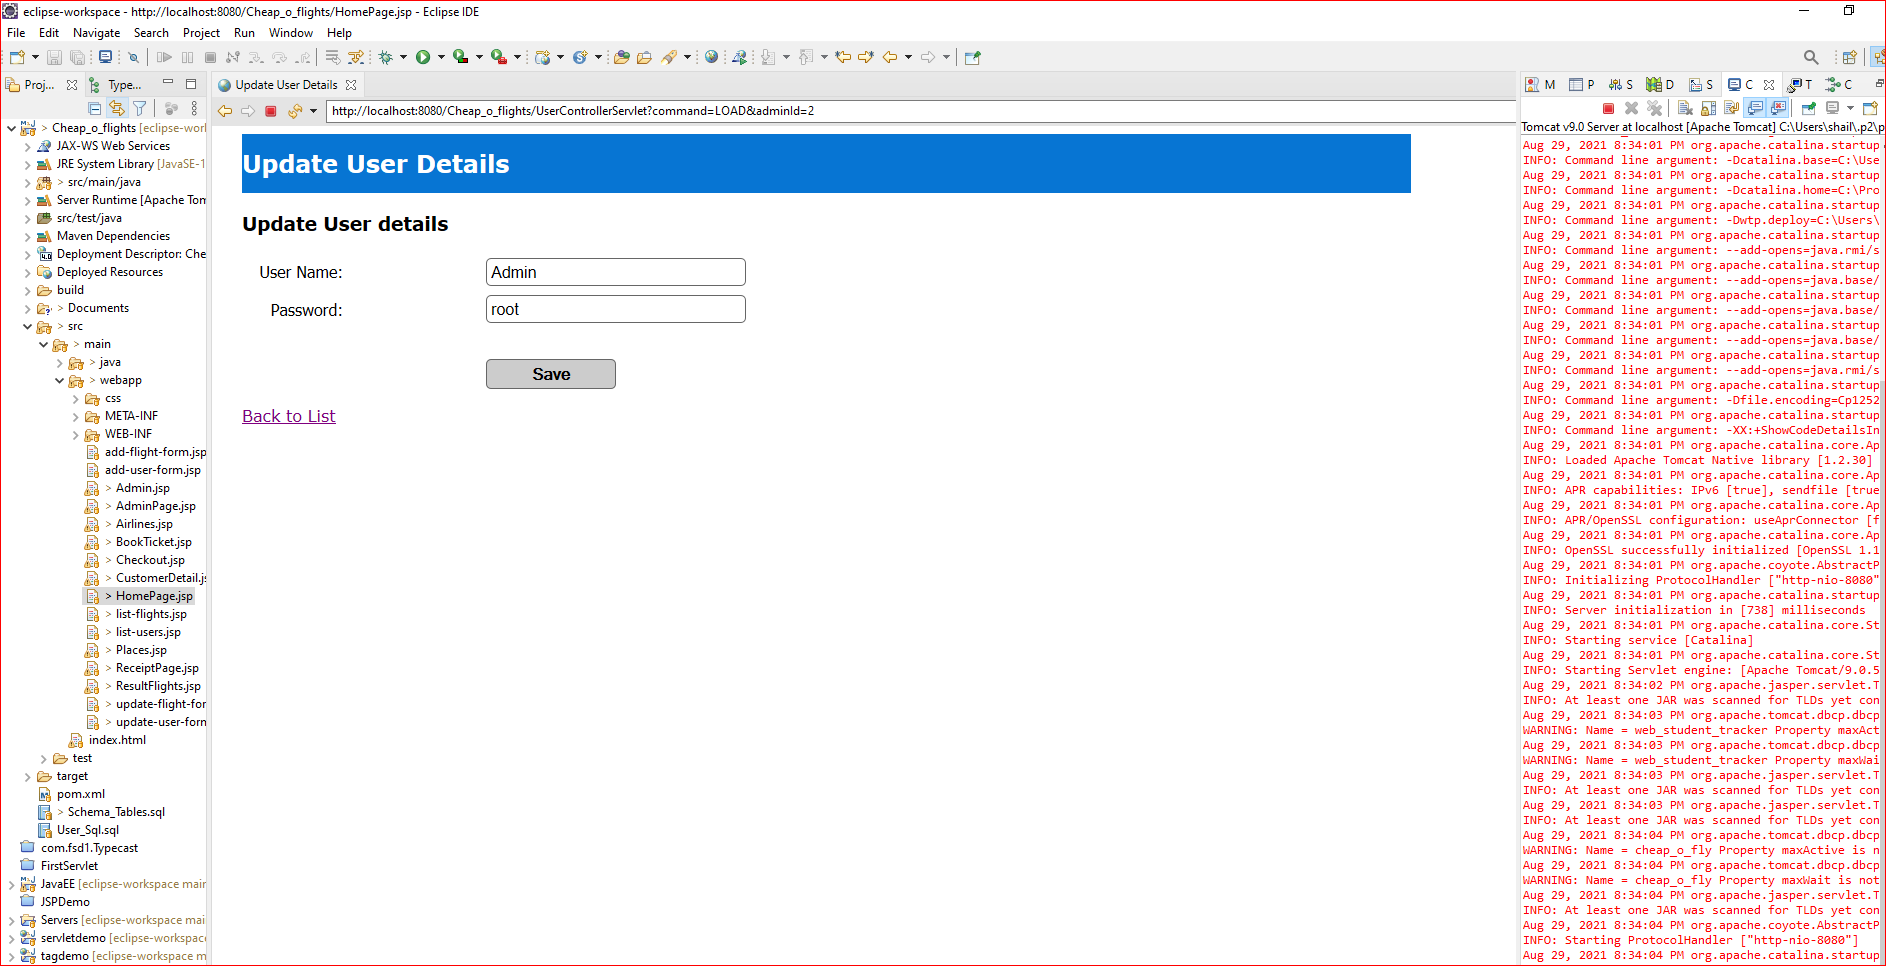 eclipse-workspace - http://localhost:8080/Cheap_o_flights/HomePage.jsp - Eclipse IDE
File Edit Navigate Search Project Run Window Help
Proj... Type...
Cheap_o_flights [eclipse-worl
JAX-WS Web Services
JRE System Library [JavaSE-1
> src/main/java
Server Runtime [Apache Tom
src/test/java
Maven Dependencies
Deployment Descriptor: Che
Deployed Resources
build
> Documents
> src
> main
> java
> webapp
css
META-INF
WEB-INF
add-flight-form.jsp
add-user-form.jsp
> Admin.jsp
> AdminPage.jsp
> Airlines.jsp
> BookTicket.jsp
> Checkout.jsp
> CustomerDetail.js
> HomePage.jsp
> list-flights.jsp
> list-users.jsp
> Places.jsp
> ReceiptPage.jsp
> ResultFlights.jsp
> update-flight-for
> update-user-form
index.html
test
target
pom.xml
> Schema_Tables.sql
User_Sql.sql
com.fsd1.Typecast
FirstServlet
JavaEE [eclipse-workspace mair
JSPDemo
Servers [eclipse-workspace mai
servletdemo [eclipse-workspace
tagdemo [eclipse-workspace m
Update User Details
http://localhost:8080/Cheap_o_flights/UserControllerServlet?command=LOAD&adminId=2
Update User Details
Update User details
User Name: Admin
Password: root
Save
Back to List
M P S D S C T C
Tomcat v9.0 Server at localhost [Apache Tomcat] C:\Users\shail\.p2\p
Aug 29, 2021 8:34:01 PM org.apache.catalina.startup
INFO: Command line argument: -Dcatalina.base=C:\Use
Aug 29, 2021 8:34:01 PM org.apache.catalina.startup
INFO: Command line argument: -Dcatalina.home=C:\Pro
Aug 29, 2021 8:34:01 PM org.apache.catalina.startup
INFO: Command line argument: -Dwtp.deploy=C:\Users\
Aug 29, 2021 8:34:01 PM org.apache.catalina.startup
INFO: Command line argument: --add-opens=java.rmi/s
Aug 29, 2021 8:34:01 PM org.apache.catalina.startup
INFO: Command line argument: --add-opens=java.base/
Aug 29, 2021 8:34:01 PM org.apache.catalina.startup
INFO: Command line argument: --add-opens=java.base/
Aug 29, 2021 8:34:01 PM org.apache.catalina.startup
INFO: Command line argument: --add-opens=java.base/
Aug 29, 2021 8:34:01 PM org.apache.catalina.startup
INFO: Command line argument: --add-opens=java.rmi/s
Aug 29, 2021 8:34:01 PM org.apache.catalina.startup
INFO: Command line argument: -Dfile.encoding=Cp1252
Aug 29, 2021 8:34:01 PM org.apache.catalina.startup
INFO: Command line argument: -XX:+ShowCodeDetailsIn
Aug 29, 2021 8:34:01 PM org.apache.catalina.core.Ap
INFO: Loaded Apache Tomcat Native library [1.2.30]
Aug 29, 2021 8:34:01 PM org.apache.catalina.core.Ap
INFO: APR capabilities: IPv6 [true], sendfile [true
Aug 29, 2021 8:34:01 PM org.apache.catalina.core.Ap
INFO: APR/OpenSSL configuration: useAprConnector [f
Aug 29, 2021 8:34:01 PM org.apache.catalina.core.Ap
INFO: OpenSSL successfully initialized [OpenSSL 1.1
Aug 29, 2021 8:34:01 PM org.apache.coyote.AbstractP
INFO: Initializing ProtocolHandler ["http-nio-8080"
Aug 29, 2021 8:34:01 PM org.apache.catalina.startup
INFO: Server initialization in [738] milliseconds
Aug 29, 2021 8:34:01 PM org.apache.catalina.core.St
INFO: Starting service [Catalina]
Aug 29, 2021 8:34:01 PM org.apache.catalina.core.St
INFO: Starting Servlet engine: [Apache Tomcat/9.0.5
Aug 29, 2021 8:34:02 PM org.apache.jasper.servlet.T
INFO: At least one JAR was scanned for TLDs yet con
Aug 29, 2021 8:34:03 PM org.apache.tomcat.dbcp.dbcp
WARNING: Name = web_student_tracker Property maxAct
Aug 29, 2021 8:34:03 PM org.apache.tomcat.dbcp.dbcp
WARNING: Name = web_student_tracker Property maxWai
Aug 29, 2021 8:34:03 PM org.apache.jasper.servlet.T
INFO: At least one JAR was scanned for TLDs yet con
Aug 29, 2021 8:34:03 PM org.apache.jasper.servlet.T
INFO: At least one JAR was scanned for TLDs yet con
Aug 29, 2021 8:34:04 PM org.apache.tomcat.dbcp.dbcp
WARNING: Name = cheap_o_fly Property maxActive is n
Aug 29, 2021 8:34:04 PM org.apache.tomcat.dbcp.dbcp
WARNING: Name = cheap_o_fly Property maxWait is not
Aug 29, 2021 8:34:04 PM org.apache.jasper.servlet.T
INFO: At least one JAR was scanned for TLDs yet con
Aug 29, 2021 8:34:04 PM org.apache.coyote.AbstractP
INFO: Starting ProtocolHandler ["http-nio-8080"]
Aug 29, 2021 8:34:04 PM org.apache.catalina.startup